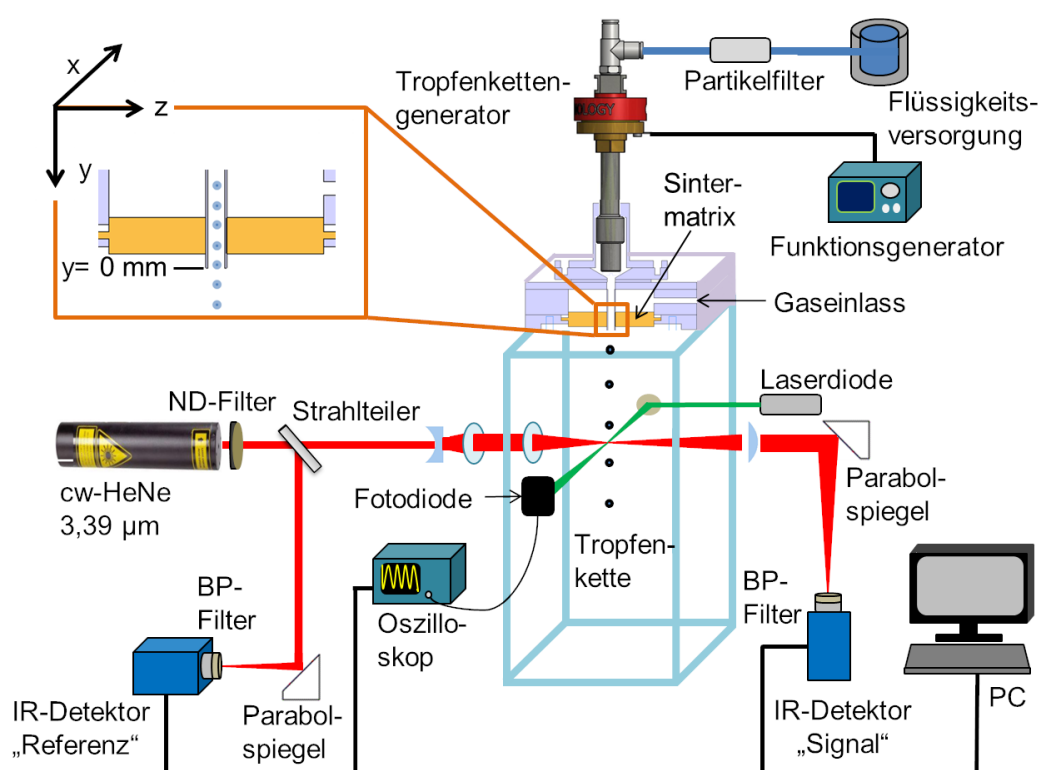 x
z
y
y= 0 mm
Tropfenketten-
generator
OLOGY
Partikelfilter
Flüssigkeits-
versorgung
Sinter-
matrix
Funktionsgenerator
Gaseinlass
ND-Filter
Strahlteiler
Laserdiode
cw-HeNe
3,39 µm
Fotodiode
Parabol-
spiegel
Tropfen-
kette
BP-
Filter
Oszillo-
skop
BP-
Filter
IR-Detektor
„Referenz“
Parabol-
spiegel
IR-Detektor
„Signal“
PC